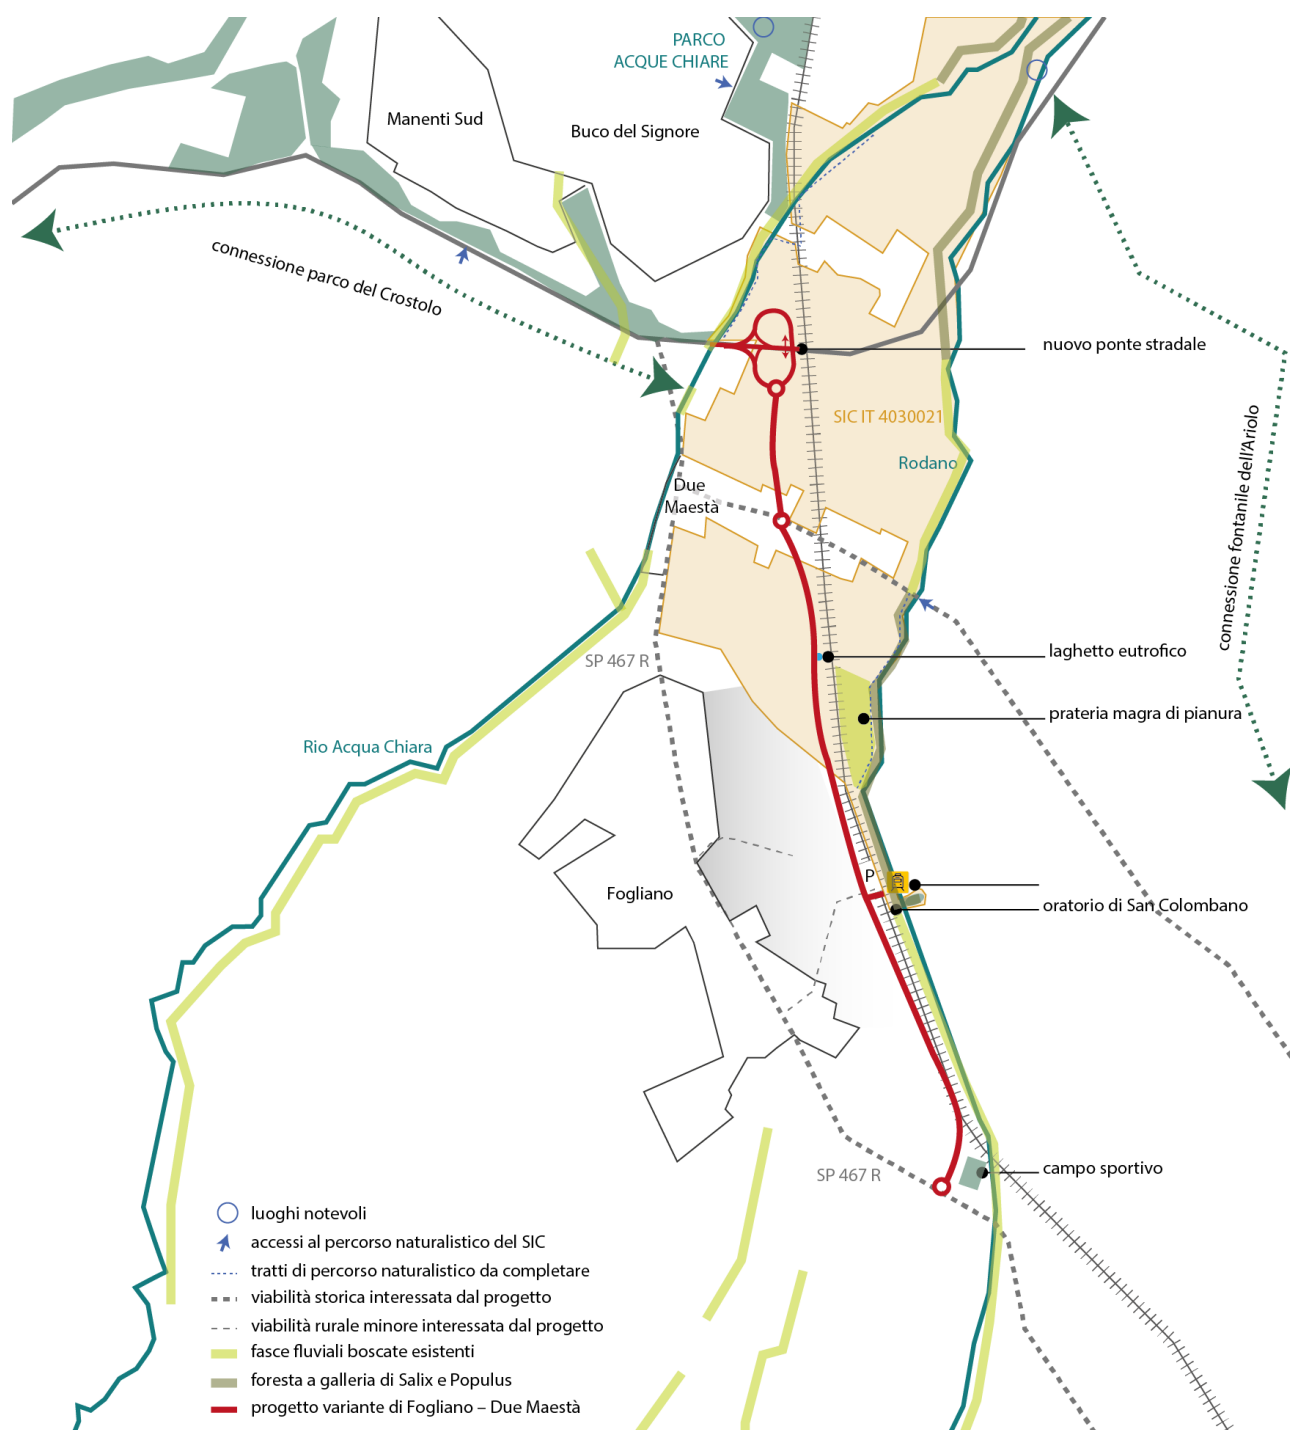 PARCO
ACQUE CHIARE
Manenti Sud
Buco del Signore
connessione parco del Crostolo
nuovo ponte stradale
SIC IT 4030021
Rodano
Due
Maestà
connessione fontanile dell'Ariolo
SP 467 R
laghetto eutrofico
prateria magra di pianura
Rio Acqua Chiara
P
Fogliano
oratorio di San Colombano
SP 467 R
campo sportivo
luoghi notevoli
accessi al percorso naturalistico del SIC
tratti di percorso naturalistico da completare
viabilità storica interessata dal progetto
viabilità rurale minore interessata dal progetto
fasce fluviali boscate esistenti
foresta a galleria di Salix e Populus
progetto variante di Fogliano – Due Maestà